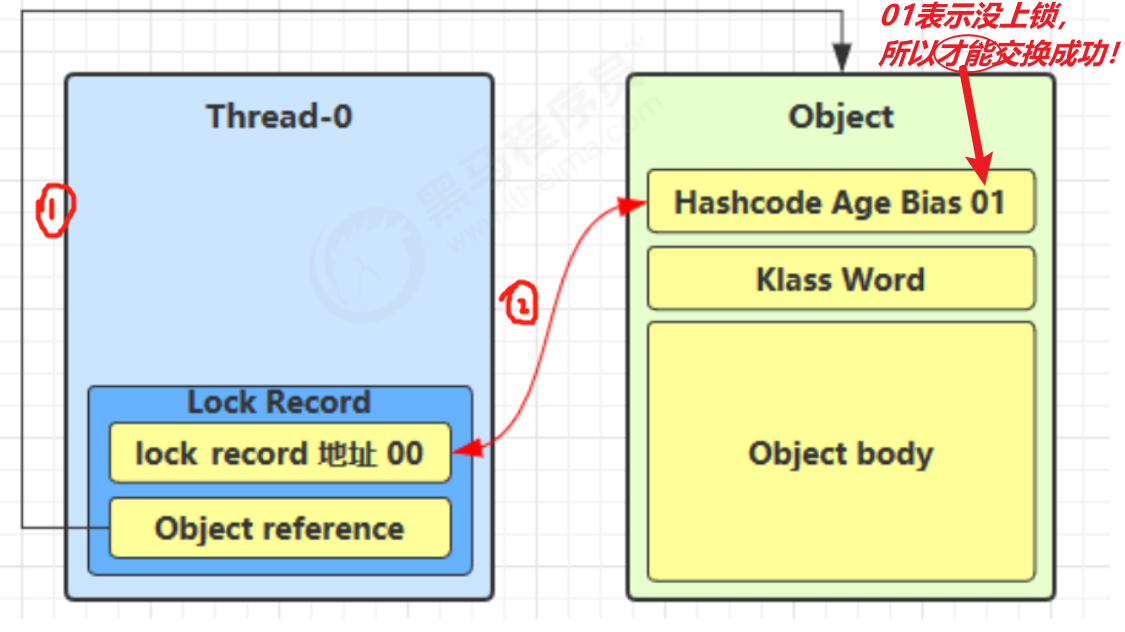 01表示没上锁，
所以才能交换成功！
Thread-0
Object
黑马程序员
www.itheima.com
1
Hashcode Age Bias 01
Klass Word
2
Lock Record
lock record 地址 00
Object body
Object reference